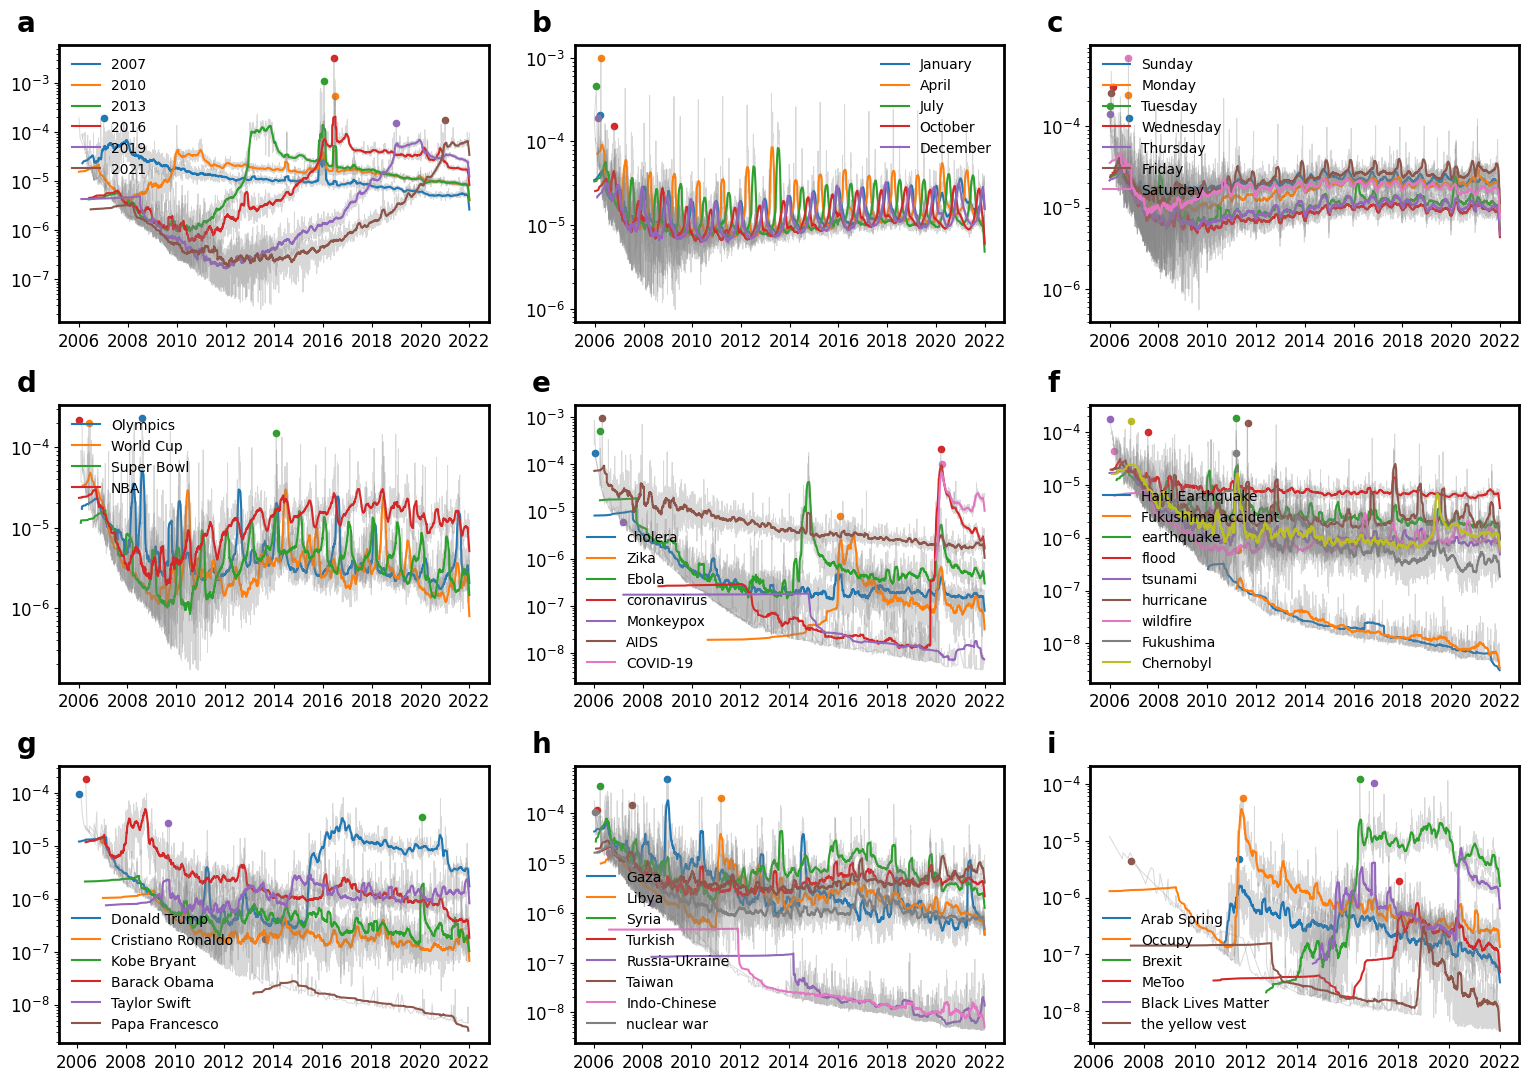 a
2007
2010
2013
2016
2019
2021
10⁻³
10⁻⁴
10⁻⁵
10⁻⁶
10⁻⁷
2006 2008 2010 2012 2014 2016 2018 2020 2022
b
January
April
July
October
December
10⁻³
10⁻⁴
10⁻⁵
10⁻⁶
2006 2008 2010 2012 2014 2016 2018 2020 2022
c
Sunday
Monday
Tuesday
Wednesday
Thursday
Friday
Saturday
10⁻⁴
10⁻⁵
10⁻⁶
2006 2008 2010 2012 2014 2016 2018 2020 2022
d
Olympics
World Cup
Super Bowl
NBA
10⁻⁴
10⁻⁵
10⁻⁶
2006 2008 2010 2012 2014 2016 2018 2020 2022
e
10⁻³
10⁻⁴
10⁻⁵
10⁻⁶
10⁻⁷
10⁻⁸
cholera
Zika
Ebola
coronavirus
Monkeypox
AIDS
COVID-19
2006 2008 2010 2012 2014 2016 2018 2020 2022
f
10⁻⁴
10⁻⁵
10⁻⁶
10⁻⁷
10⁻⁸
Haiti Earthquake
Fukushima accident
earthquake
flood
tsunami
hurricane
wildfire
Fukushima
Chernobyl
2006 2008 2010 2012 2014 2016 2018 2020 2022
g
10⁻⁴
10⁻⁵
10⁻⁶
10⁻⁷
10⁻⁸
Donald Trump
Cristiano Ronaldo
Kobe Bryant
Barack Obama
Taylor Swift
Papa Francesco
2006 2008 2010 2012 2014 2016 2018 2020 2022
h
10⁻⁴
10⁻⁵
10⁻⁶
10⁻⁷
10⁻⁸
Gaza
Libya
Syria
Turkish
Russia-Ukraine
Taiwan
Indo-Chinese
nuclear war
2006 2008 2010 2012 2014 2016 2018 2020 2022
i
10⁻⁴
10⁻⁵
10⁻⁶
10⁻⁷
10⁻⁸
Arab Spring
Occupy
Brexit
MeToo
Black Lives Matter
the yellow vest
2006 2008 2010 2012 2014 2016 2018 2020 2022